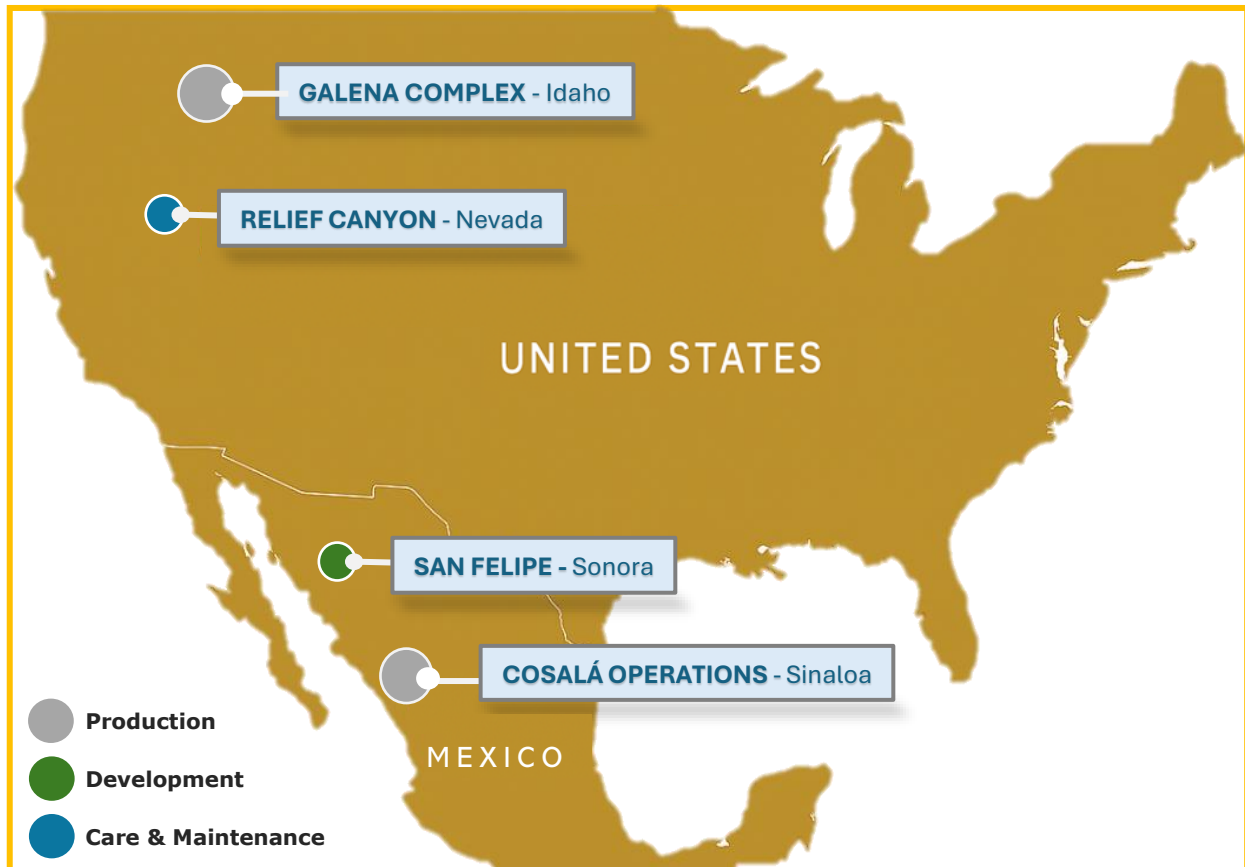 GALENA COMPLEX - Idaho
RELIEF CANYON - Nevada
UNITED STATES
SAN FELIPE - Sonora
COSALÁ OPERATIONS - Sinaloa
MEXICO
Production
Development
Care & Maintenance